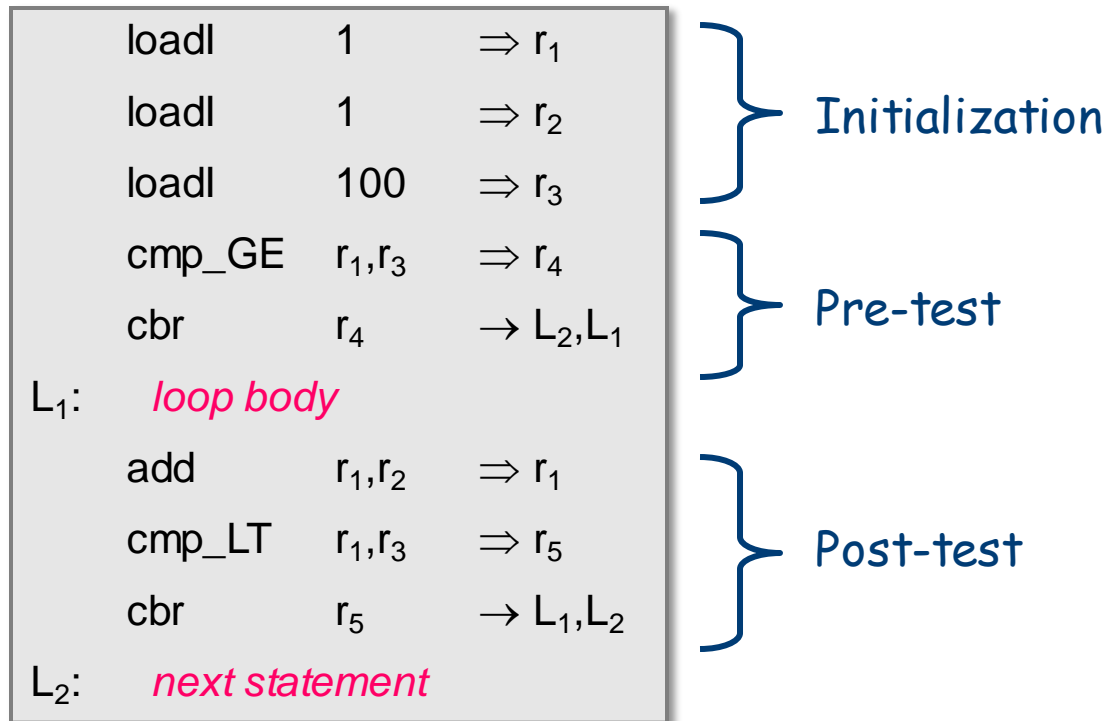 loadI 1 ⇒ r₁
loadI 1 ⇒ r₂
loadI 100 ⇒ r₃
Initialization
cmp_GE r₁,r₃ ⇒ r₄
cbr r₄ → L₂,L₁
Pre-test
L₁: loop body
add r₁,r₂ ⇒ r₁
cmp_LT r₁,r₃ ⇒ r₅
cbr r₅ → L₁,L₂
Post-test
L₂: next statement